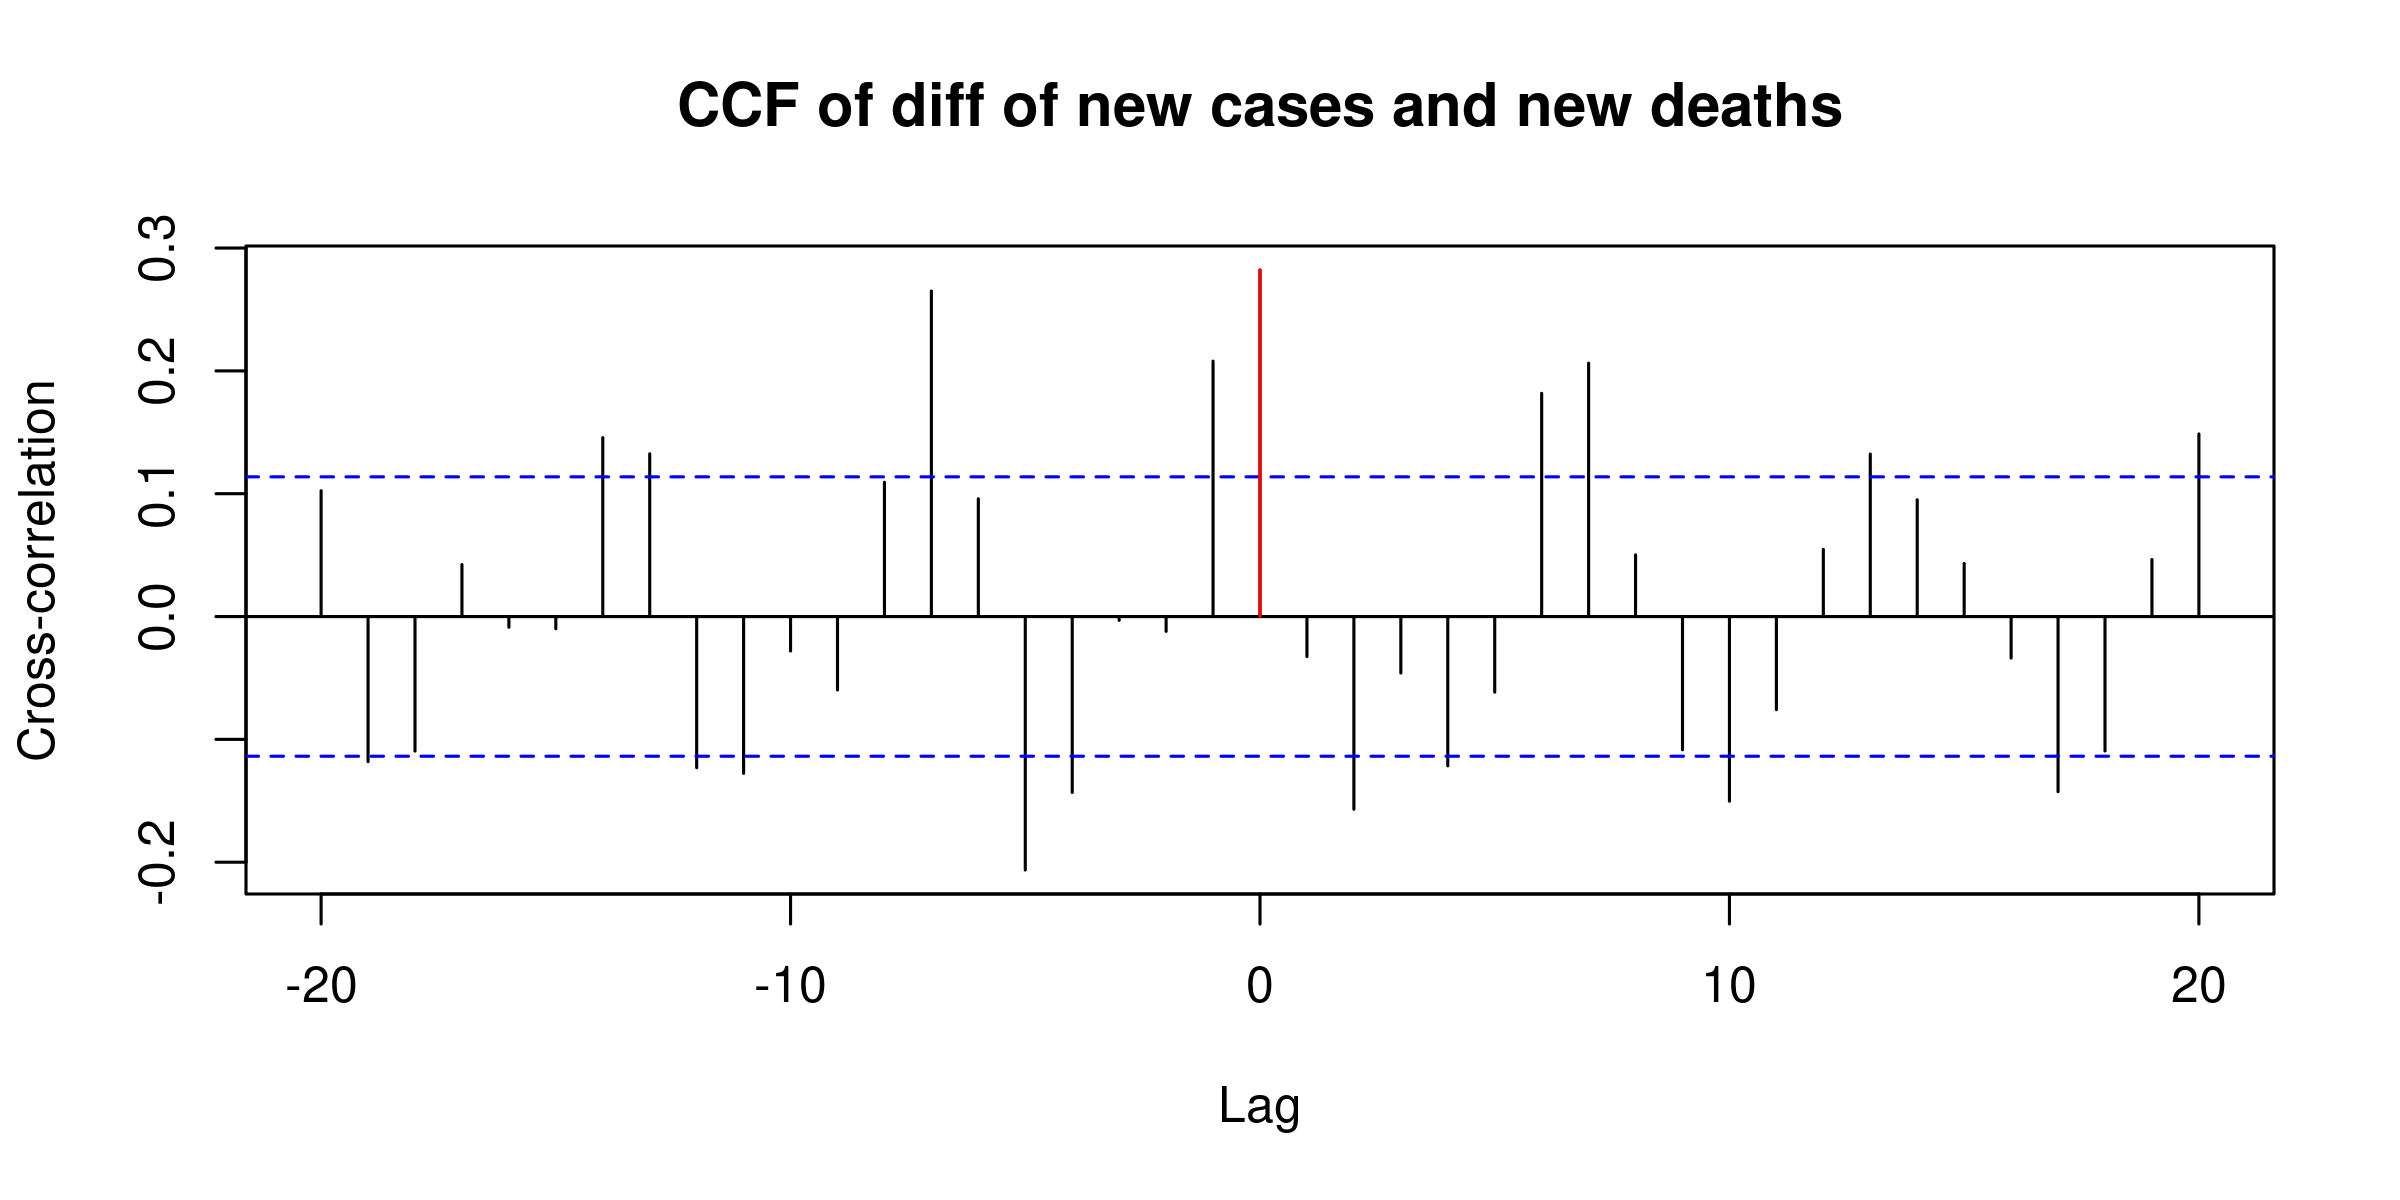 CCF of diff of new cases and new deaths
Cross-correlation
0.3
0.2
0.1
0.0
-0.2
-20 -10 0 10 20
Lag